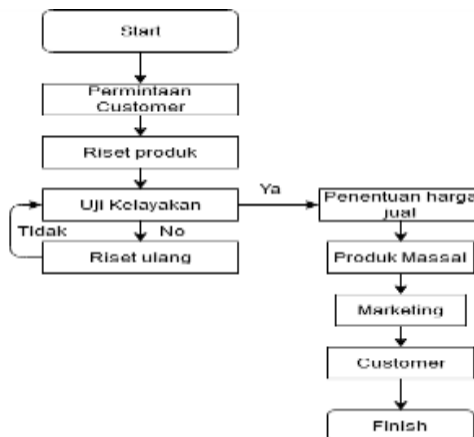 Start
Permintaan
Customer
Riset produk
Uji Kelayakan
Ya
Tidak
No
Riset ulang
Penentuan harga
jual
Produk Massal
Marketing
Customer
Finish